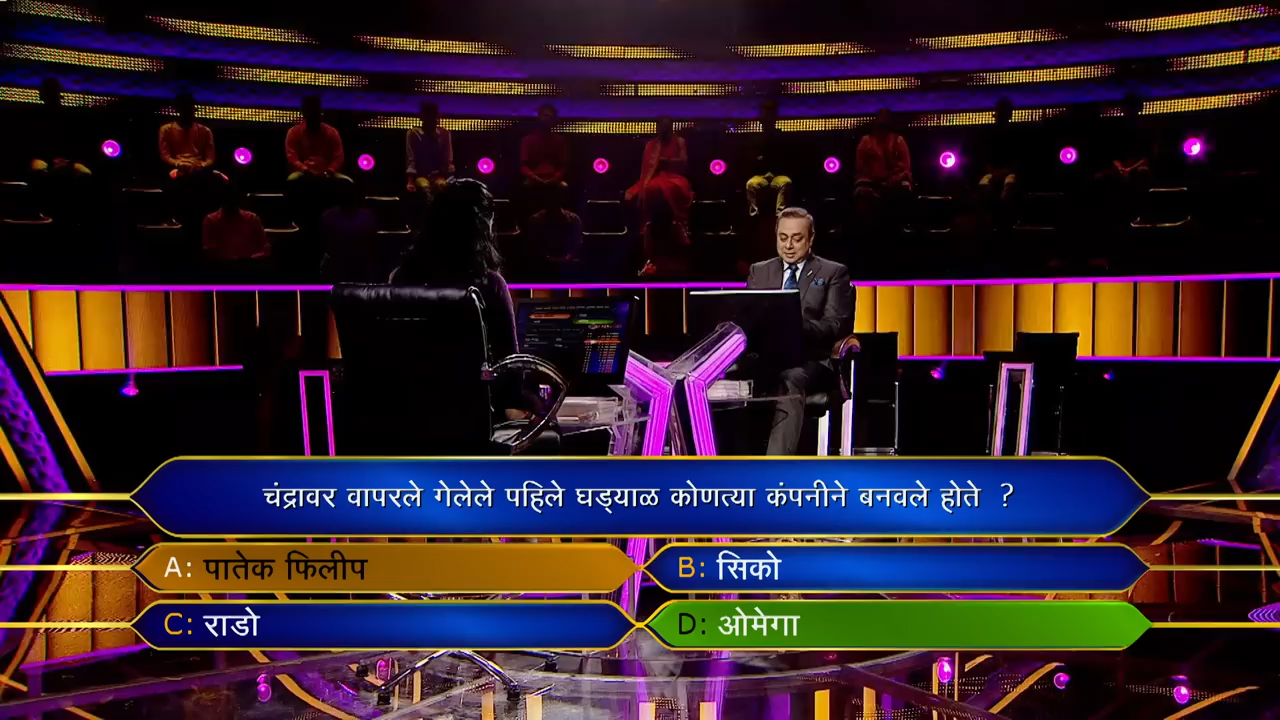 चंद्रावर वापरले गेलेले पहिले घड्याळ कोणत्या कंपनीने बनवले होते ?
A: पातेक फिलीप
B: सिको
C: राडो
D: ओमेगा